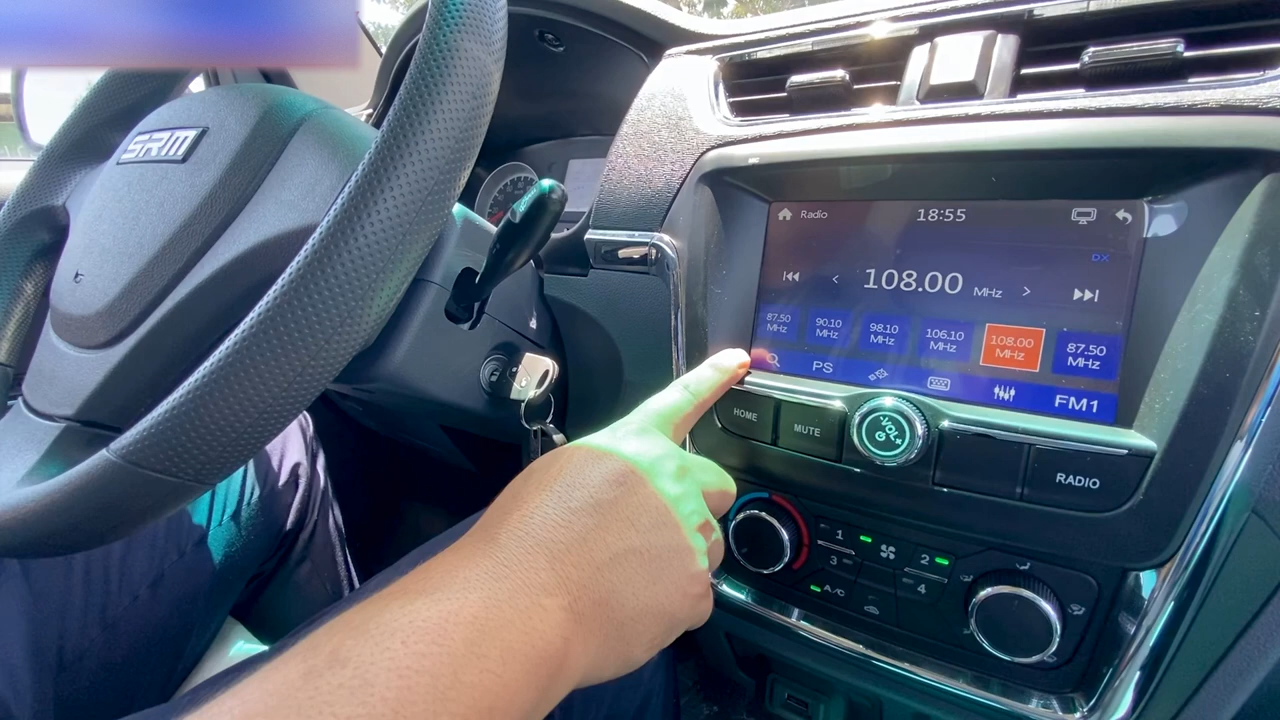 SRM
Radio
18:55
DX
108.00 MHz
87.50 MHz
90.10 MHz
98.10 MHz
106.10 MHz
108.00 MHz
87.50 MHz
PS
FM1
HOME
MUTE
VOL
RADIO
1
2
3
4
A/C